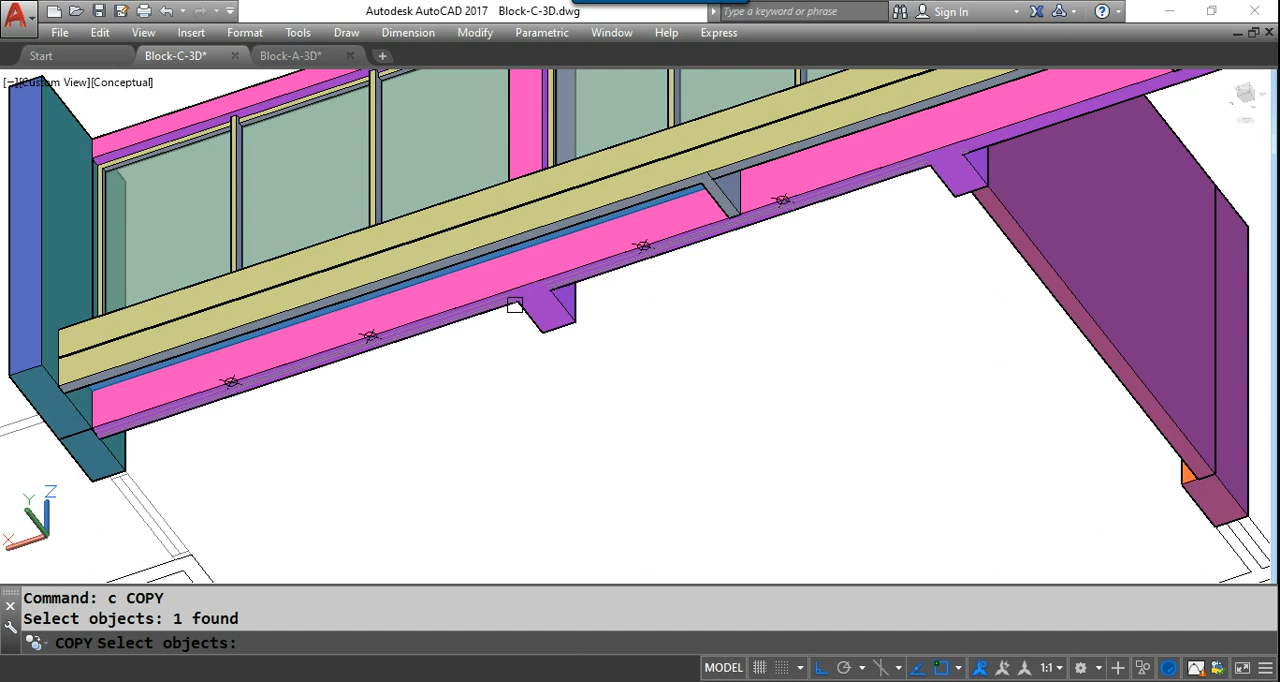 Autodesk AutoCAD 2017 Block-C-3D.dwg
Type a keyword or phrase
Sign In
File Edit View Insert Format Tools Draw Dimension Modify Parametric Window Help Express
Start Block-C-3D* Block-A-3D*
[−][Custom View][Conceptual]
Z
Y
X
Command: c COPY
Select objects: 1 found
COPY Select objects:
MODEL 1:1